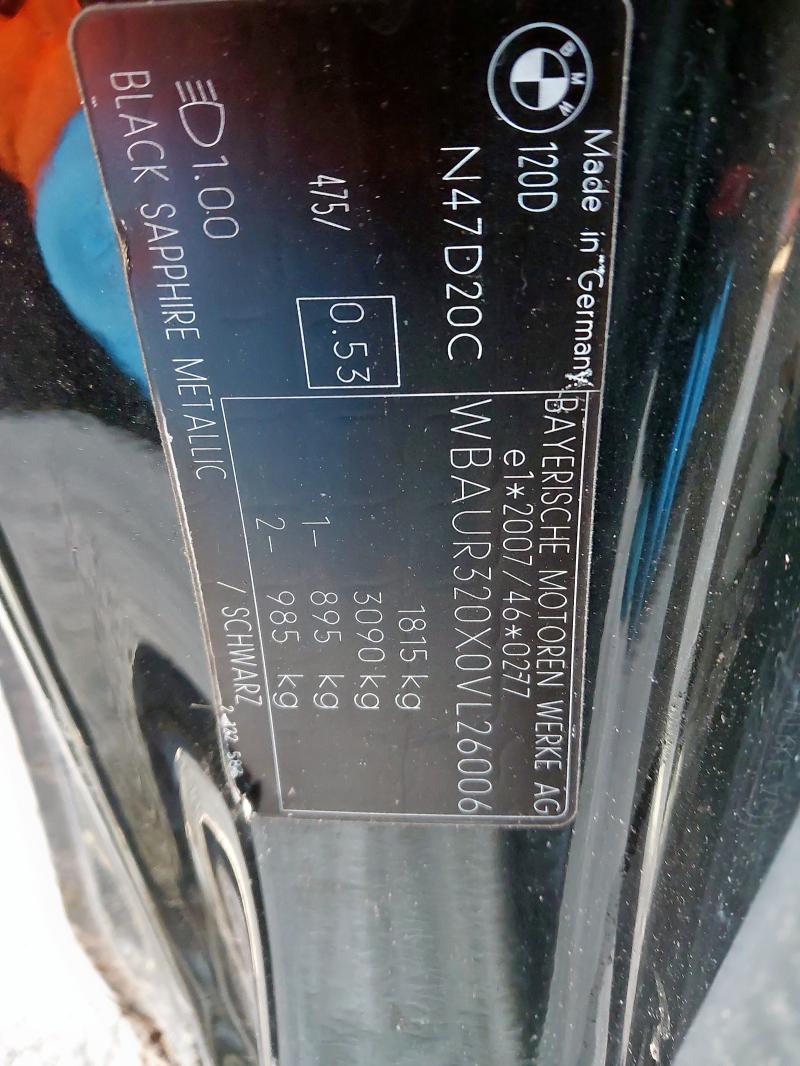 BMW
Made in Germany
120D
N47D20C
475/
0.53
1.00
BLACK SAPPHIRE METALLIC / SCHWARZ
BAYERISCHE MOTOREN WERKE AG
e1*2007/46*0277
WBAUR320X0VL26006
1815 kg
3090 kg
1- 895 kg
2- 985 kg